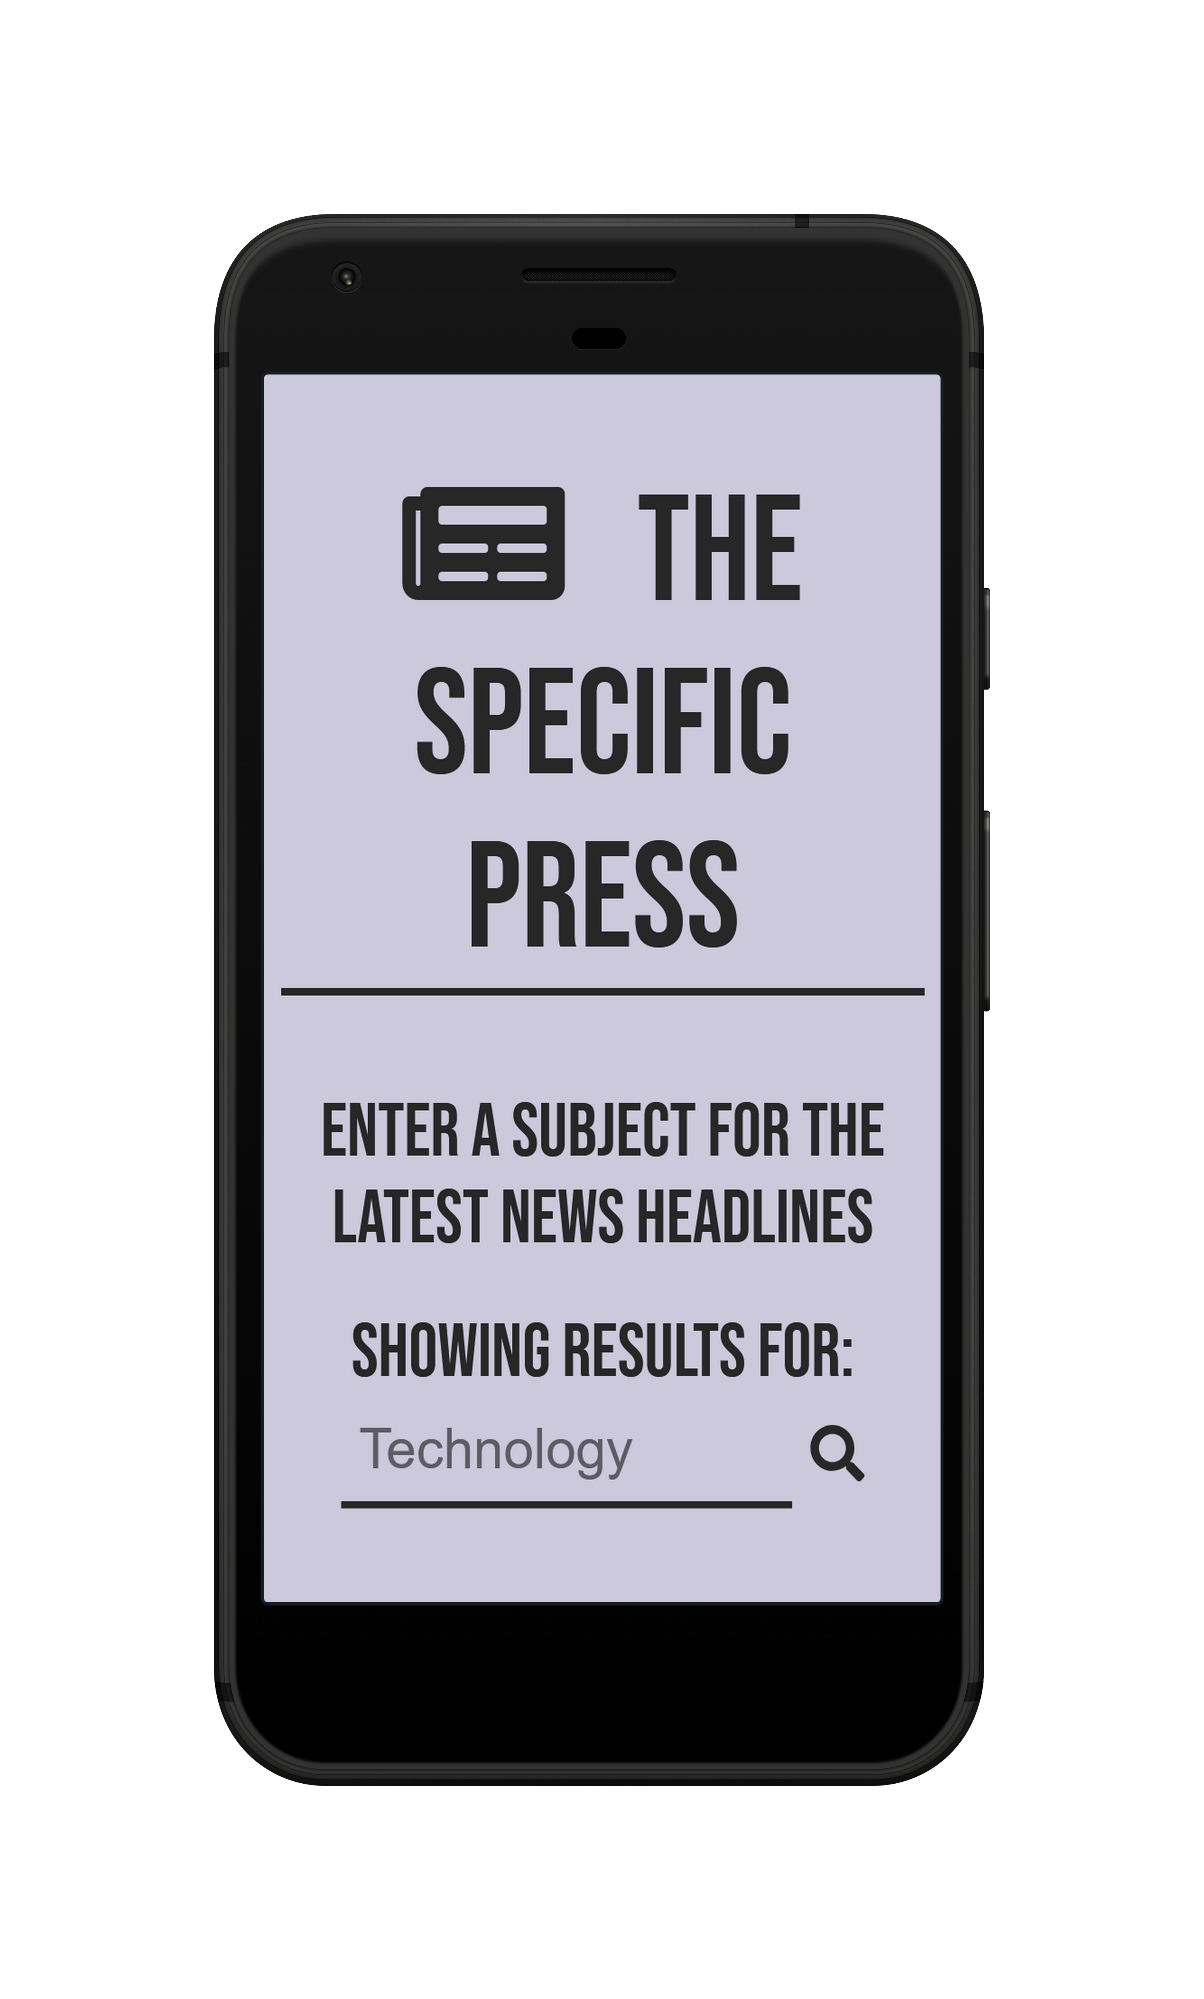 THE
SPECIFIC
PRESS
ENTER A SUBJECT FOR THE
LATEST NEWS HEADLINES
SHOWING RESULTS FOR:
Technology